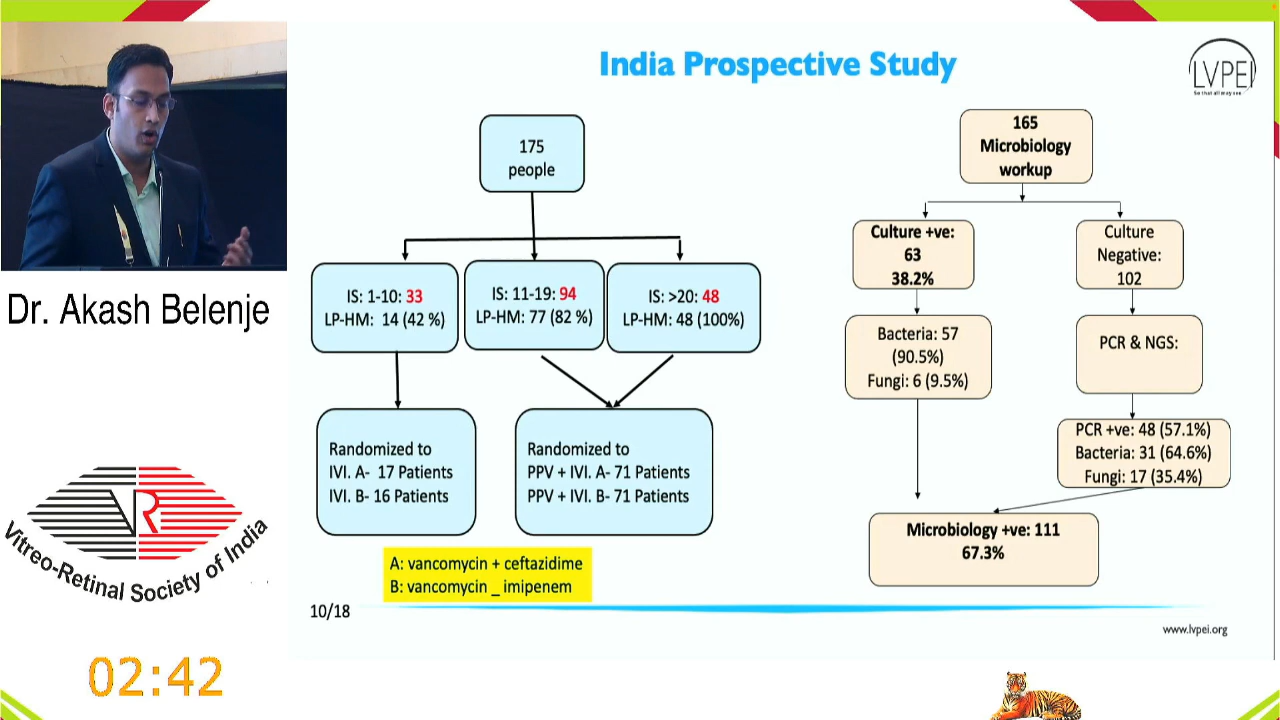 India Prospective Study
LVPEI
So that all may see
175
people
IS: 1-10: 33
LP-HM: 14 (42 %)
IS: 11-19: 94
LP-HM: 77 (82 %)
IS: >20: 48
LP-HM: 48 (100%)
Randomized to
IVI. A- 17 Patients
IVI. B- 16 Patients
Randomized to
PPV + IVI. A- 71 Patients
PPV + IVI. B- 71 Patients
A: vancomycin + ceftazidime
B: vancomycin _ imipenem
165
Microbiology
workup
Culture +ve:
63
38.2%
Culture
Negative:
102
Bacteria: 57
(90.5%)
Fungi: 6 (9.5%)
PCR & NGS:
PCR +ve: 48 (57.1%)
Bacteria: 31 (64.6%)
Fungi: 17 (35.4%)
Microbiology +ve: 111
67.3%
10/18
www.lvpei.org
Dr. Akash Belenje
VR
Vitreo-Retinal Society of India
02:42